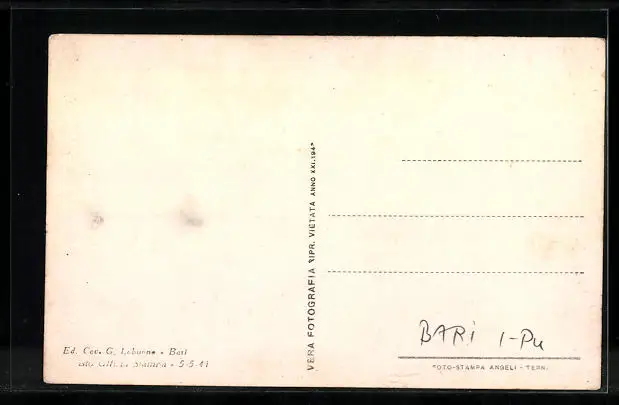 Ed. Cav. G. Lobuono - Bari
Stampa - 5-5-41
VERA FOTOGRAFIA RIPR. VIETATA ANNO XXI.194
BARI 1-Pu
FOTO-STAMPA ANGELI - TERNI